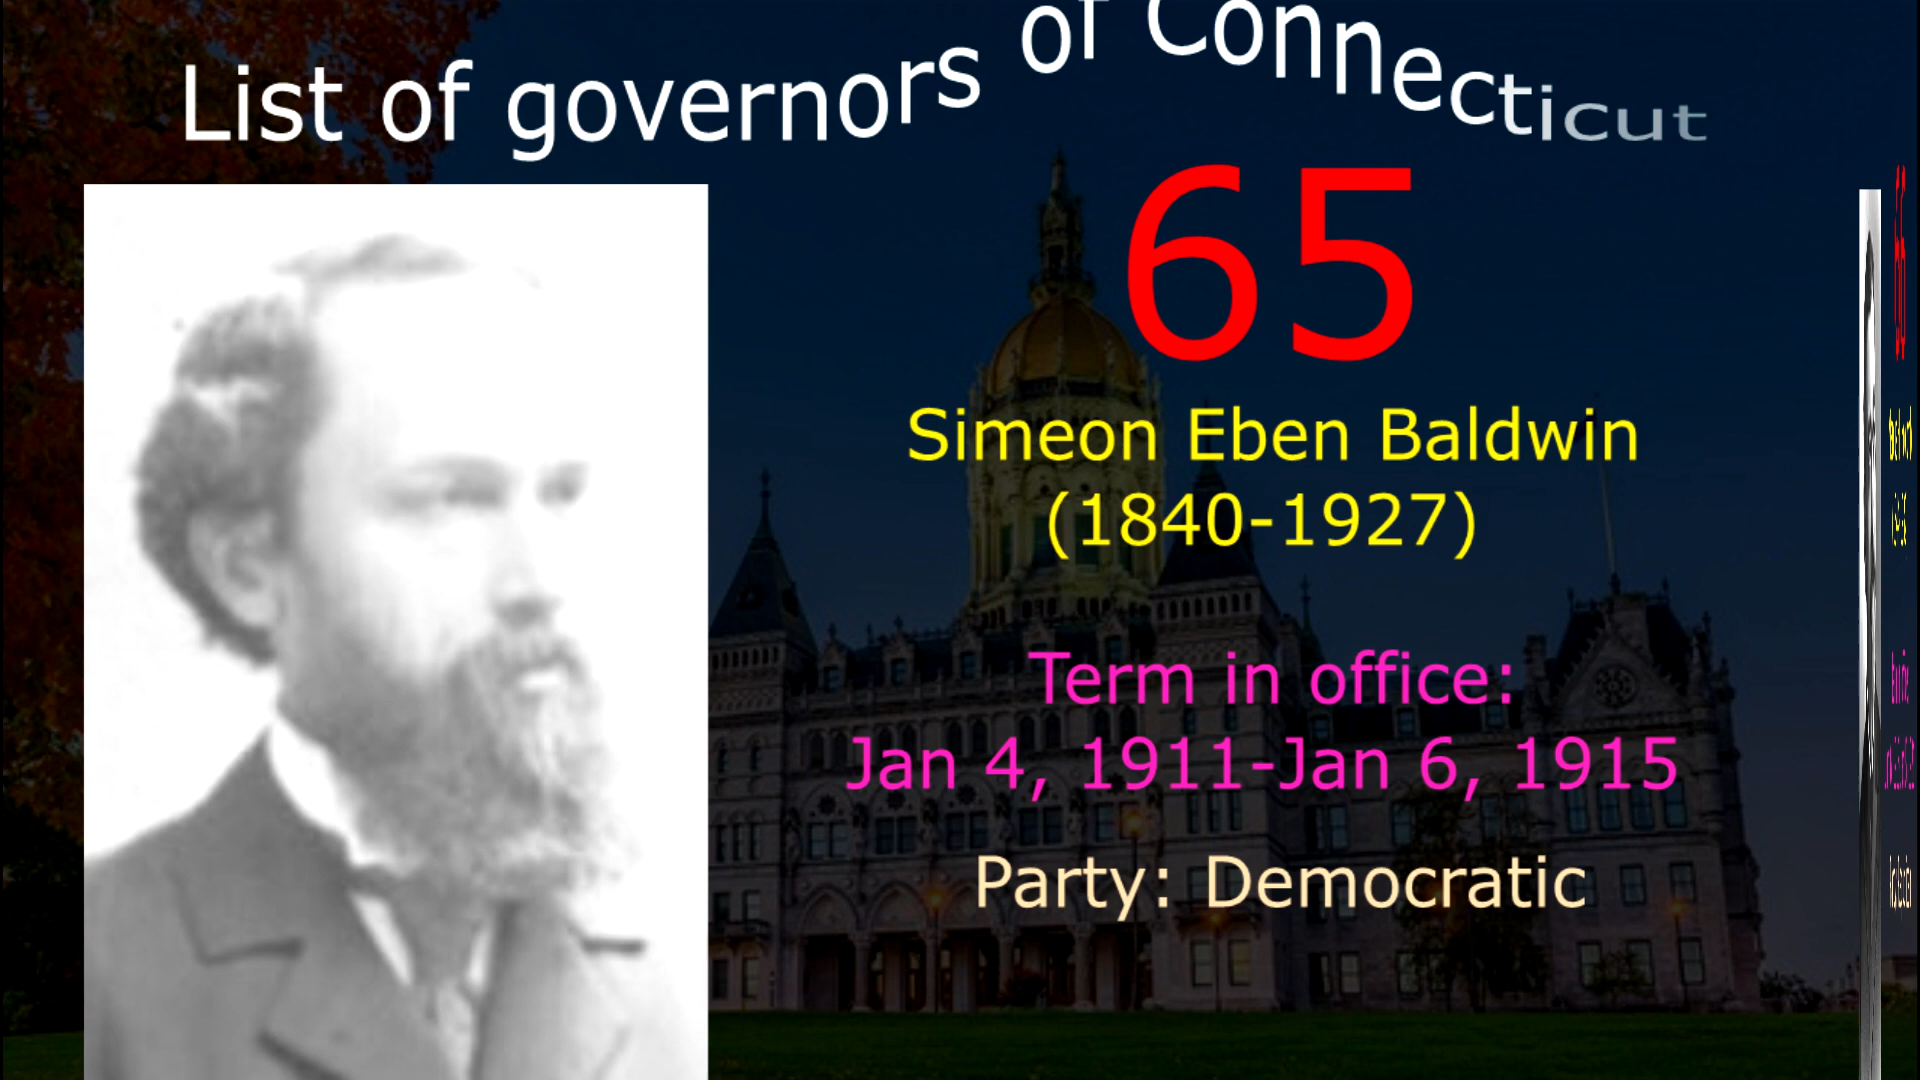 List of governors of Connecticut
65
Simeon Eben Baldwin
(1840-1927)
Term in office:
Jan 4, 1911-Jan 6, 1915
Party: Democratic